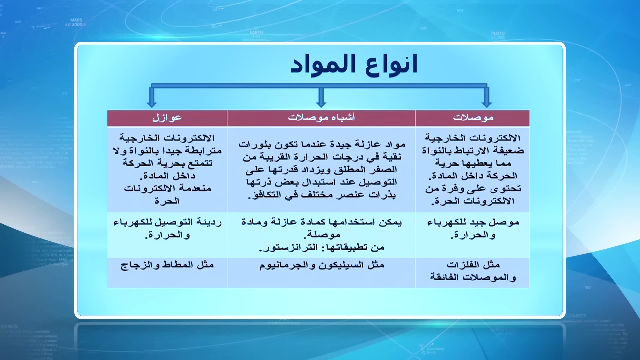 انواع المواد
موصلات
أشباه موصلات
عوازل
الالكترونات الخارجية
ضعيفة الارتباط بالنواة
مما يعطيها حرية
الحركة داخل المادة.
تحتوي على وفرة من
الالكترونات الحرة.
مواد عازلة جيدة عندما تكون بلورات
نقية في درجات الحرارة القريبة من
الصفر المطلق ويزداد قدرتها على
التوصيل عند استبدال بعض ذرتها
بذرات عنصر مختلف في التكافؤ.
الالكترونات الخارجية
مترابطة جيدا بالنواة ولا
تتمتع بحرية الحركة
داخل المادة.
منعدمة الالكترونات
الحرة
موصل جيد للكهرباء
والحرارة.
يمكن استخدامها كمادة عازلة ومادة
موصلة.
من تطبيقاتها: الترانزستور.
رديئة التوصيل للكهرباء
والحرارة.
مثل الفلزات
والموصلات الفائقة
مثل السيليكون والجرمانيوم
مثل المطاط والزجاج